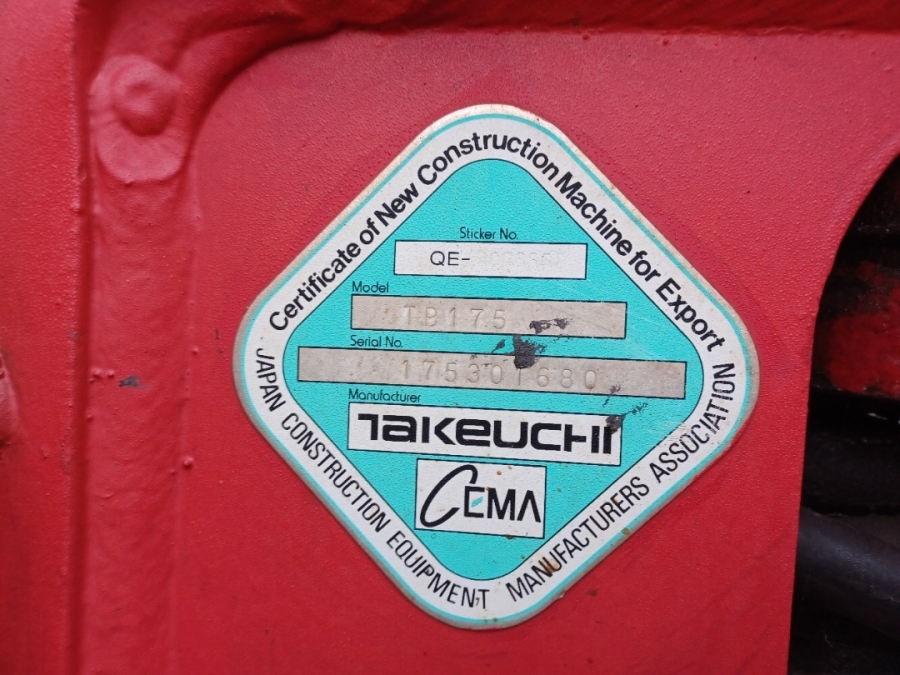 Certificate of New Construction Machine for Export
Sticker No.
QE-
Model
TB175
Serial No.
175301680
Manufacturer
TAKEUCHI
CEMA
JAPAN CONSTRUCTION EQUIPMENT MANUFACTURERS ASSOCIATION